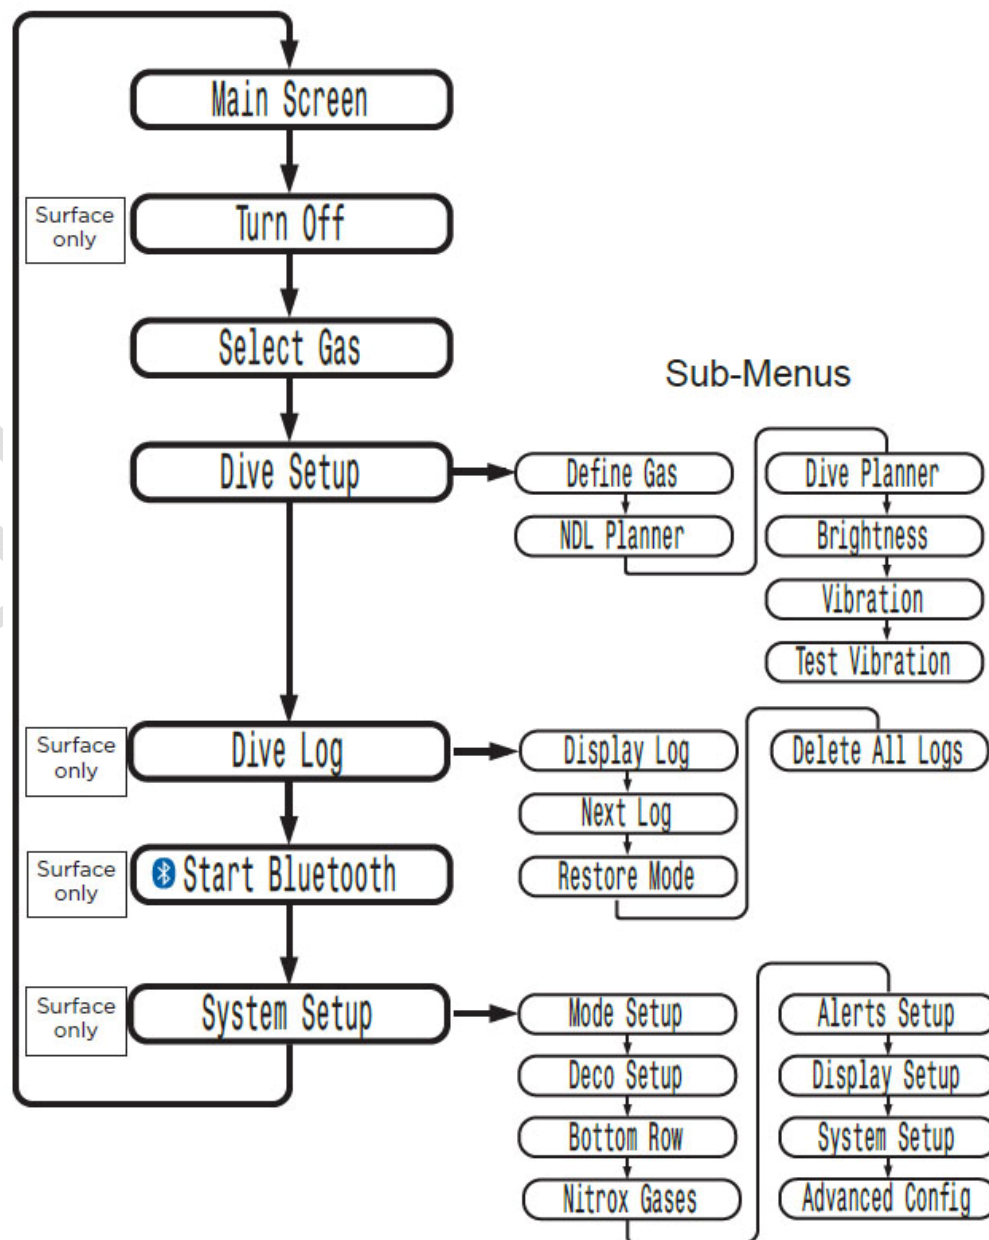 Main Screen
Surface
only
Turn Off
Select Gas
Sub-Menus
Dive Setup
Define Gas
NDL Planner
Dive Planner
Brightness
Vibration
Test Vibration
Surface
only
Dive Log
Display Log
Next Log
Restore Mode
Delete All Logs
Surface
only
Start Bluetooth
Surface
only
System Setup
Mode Setup
Deco Setup
Bottom Row
Nitrox Gases
Alerts Setup
Display Setup
System Setup
Advanced Config